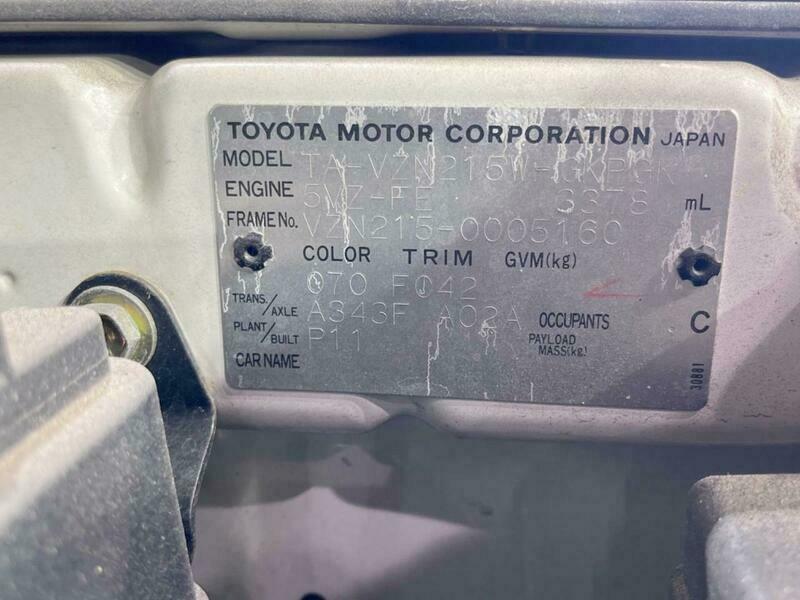 TOYOTA MOTOR CORPORATION JAPAN
MODEL TA-VZN215W-GKPGK
ENGINE 5VZ-FE 3378 mL
FRAME No. VZN215-0005160
COLOR TRIM GVM(kg)
070 FJ42
TRANS./AXLE A343F A02A OCCUPANTS C
PLANT/BUILT P11 PAYLOAD MASS(kg)
CAR NAME
30881